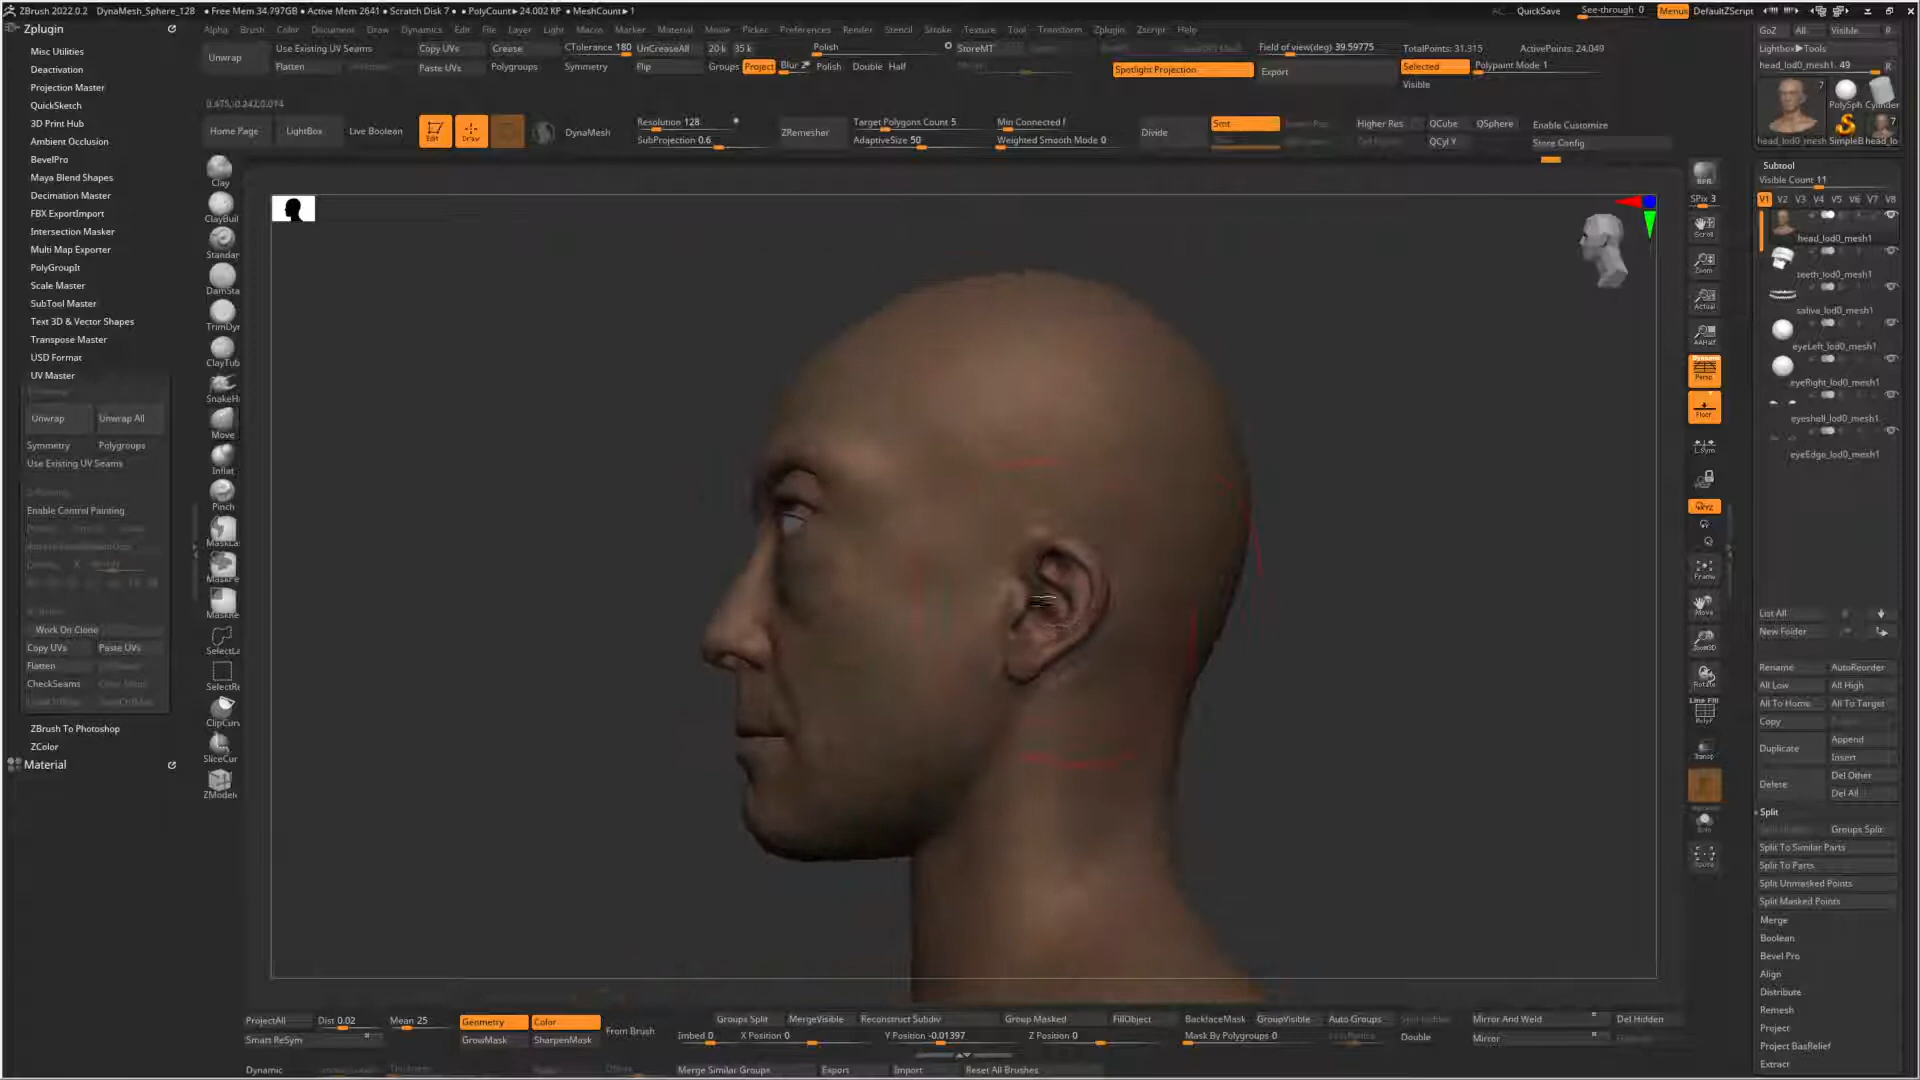 ZBrush 2022.0.2 DynaMesh_Sphere_128 • Free Mem 34.797GB • Active Mem 2641 • Scratch Disk 7 • PolyCount▸ 24.002 KP • MeshCount▸ 1
QuickSave See-through 0 Menus DefaultZScript
Zplugin
Alpha Brush Color Document Draw Dynamics Edit File Layer Light Macro Marker Material Movie Picker Preferences Render Stencil Stroke Texture Tool Transform Zplugin Zscript Help
GoZ All Visible R
Misc Utilities
Deactivation
Projection Master
QuickSketch
3D Print Hub
Ambient Occlusion
BevelPro
Maya Blend Shapes
Decimation Master
FBX ExportImport
Intersection Masker
Multi Map Exporter
PolyGroupIt
Scale Master
SubTool Master
Text 3D & Vector Shapes
Transpose Master
USD Format
UV Master
Unwrap Unwrap All
Symmetry Polygroups
Use Existing UV Seams
Enable Control Painting
Work On Clone
Copy UVs Paste UVs
Flatten
CheckSeams
ZBrush To Photoshop
ZColor
Material
Unwrap
Use Existing UV Seams Copy UVs Crease CTolerance 180 UnCreaseAll 20 k 35 k Polish StoreMT
Flatten Paste UVs Polygroups Symmetry Flip Groups Project Blur 2 Polish Double Half
Spotlight Projection
Field of view(deg) 39.59775
Export
TotalPoints: 31,315 ActivePoints: 24,049
Selected Polypaint Mode 1
Visible
Home Page LightBox Live Boolean Edit Draw DynaMesh
Resolution 128
SubProjection 0.6
ZRemesher
Target Polygons Count 5
AdaptiveSize 50
Weighted Smooth Mode 0
Divide
Smt
Higher Res QCube QSphere
QCyl Y
Enable Customize
Store Config
Clay
ClayBuil
Standar
DamSta
TrimDyr
ClayTub
SnakeH
Move
Inflat
Pinch
MaskLa
MaskPe
MaskRe
SelectLa
SelectRe
ClipCurv
SliceCur
ZModele
BPR
SPix 3
Scroll
Zoom
Actual
AAHalf
Dynamic
Persp
Floor
L.Sym
Frame
Move
Zoom3D
Rotate
Line Fill
PolyF
Transp
Lightbox▸Tools
head_lod0_mesh1. 49 R
PolySph Cylinder
head_lod0_mesh SimpleB head_lo
Subtool
Visible Count 11
V1 V2 V3 V4 V5 V6 V7 V8
head_lod0_mesh1
teeth_lod0_mesh1
saliva_lod0_mesh1
eyeLeft_lod0_mesh1
eyeRight_lod0_mesh1
eyeshell_lod0_mesh1
eyeEdge_lod0_mesh1
List All
New Folder
Rename AutoReorder
All Low All High
All To Home All To Target
Copy
Append
Duplicate
Insert
Del Other
Delete
Del All
Split
Groups Split
Split To Similar Parts
Split To Parts
Split Unmasked Points
Split Masked Points
Merge
Boolean
Bevel Pro
Align
Distribute
Remesh
Project
Project BasRelief
Extract
ProjectAll Dist 0.02 Mean 25 Geometry Color From Brush
Smart ReSym GrowMask SharpenMask
Groups Split MergeVisible Reconstruct Subdiv Group Masked FillObject BackfaceMask GroupVisible Auto Groups Mirror And Weld Del Hidden
Imbed 0 X Position 0 Y Position -0.01397 Z Position 0 Mask By Polygroups 0 Double Mirror
Dynamic Merge Similar Groups Export Import Reset All Brushes